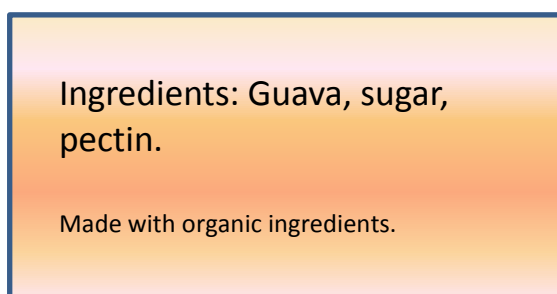 Ingredients: Guava, sugar,
pectin.
Made with organic ingredients.